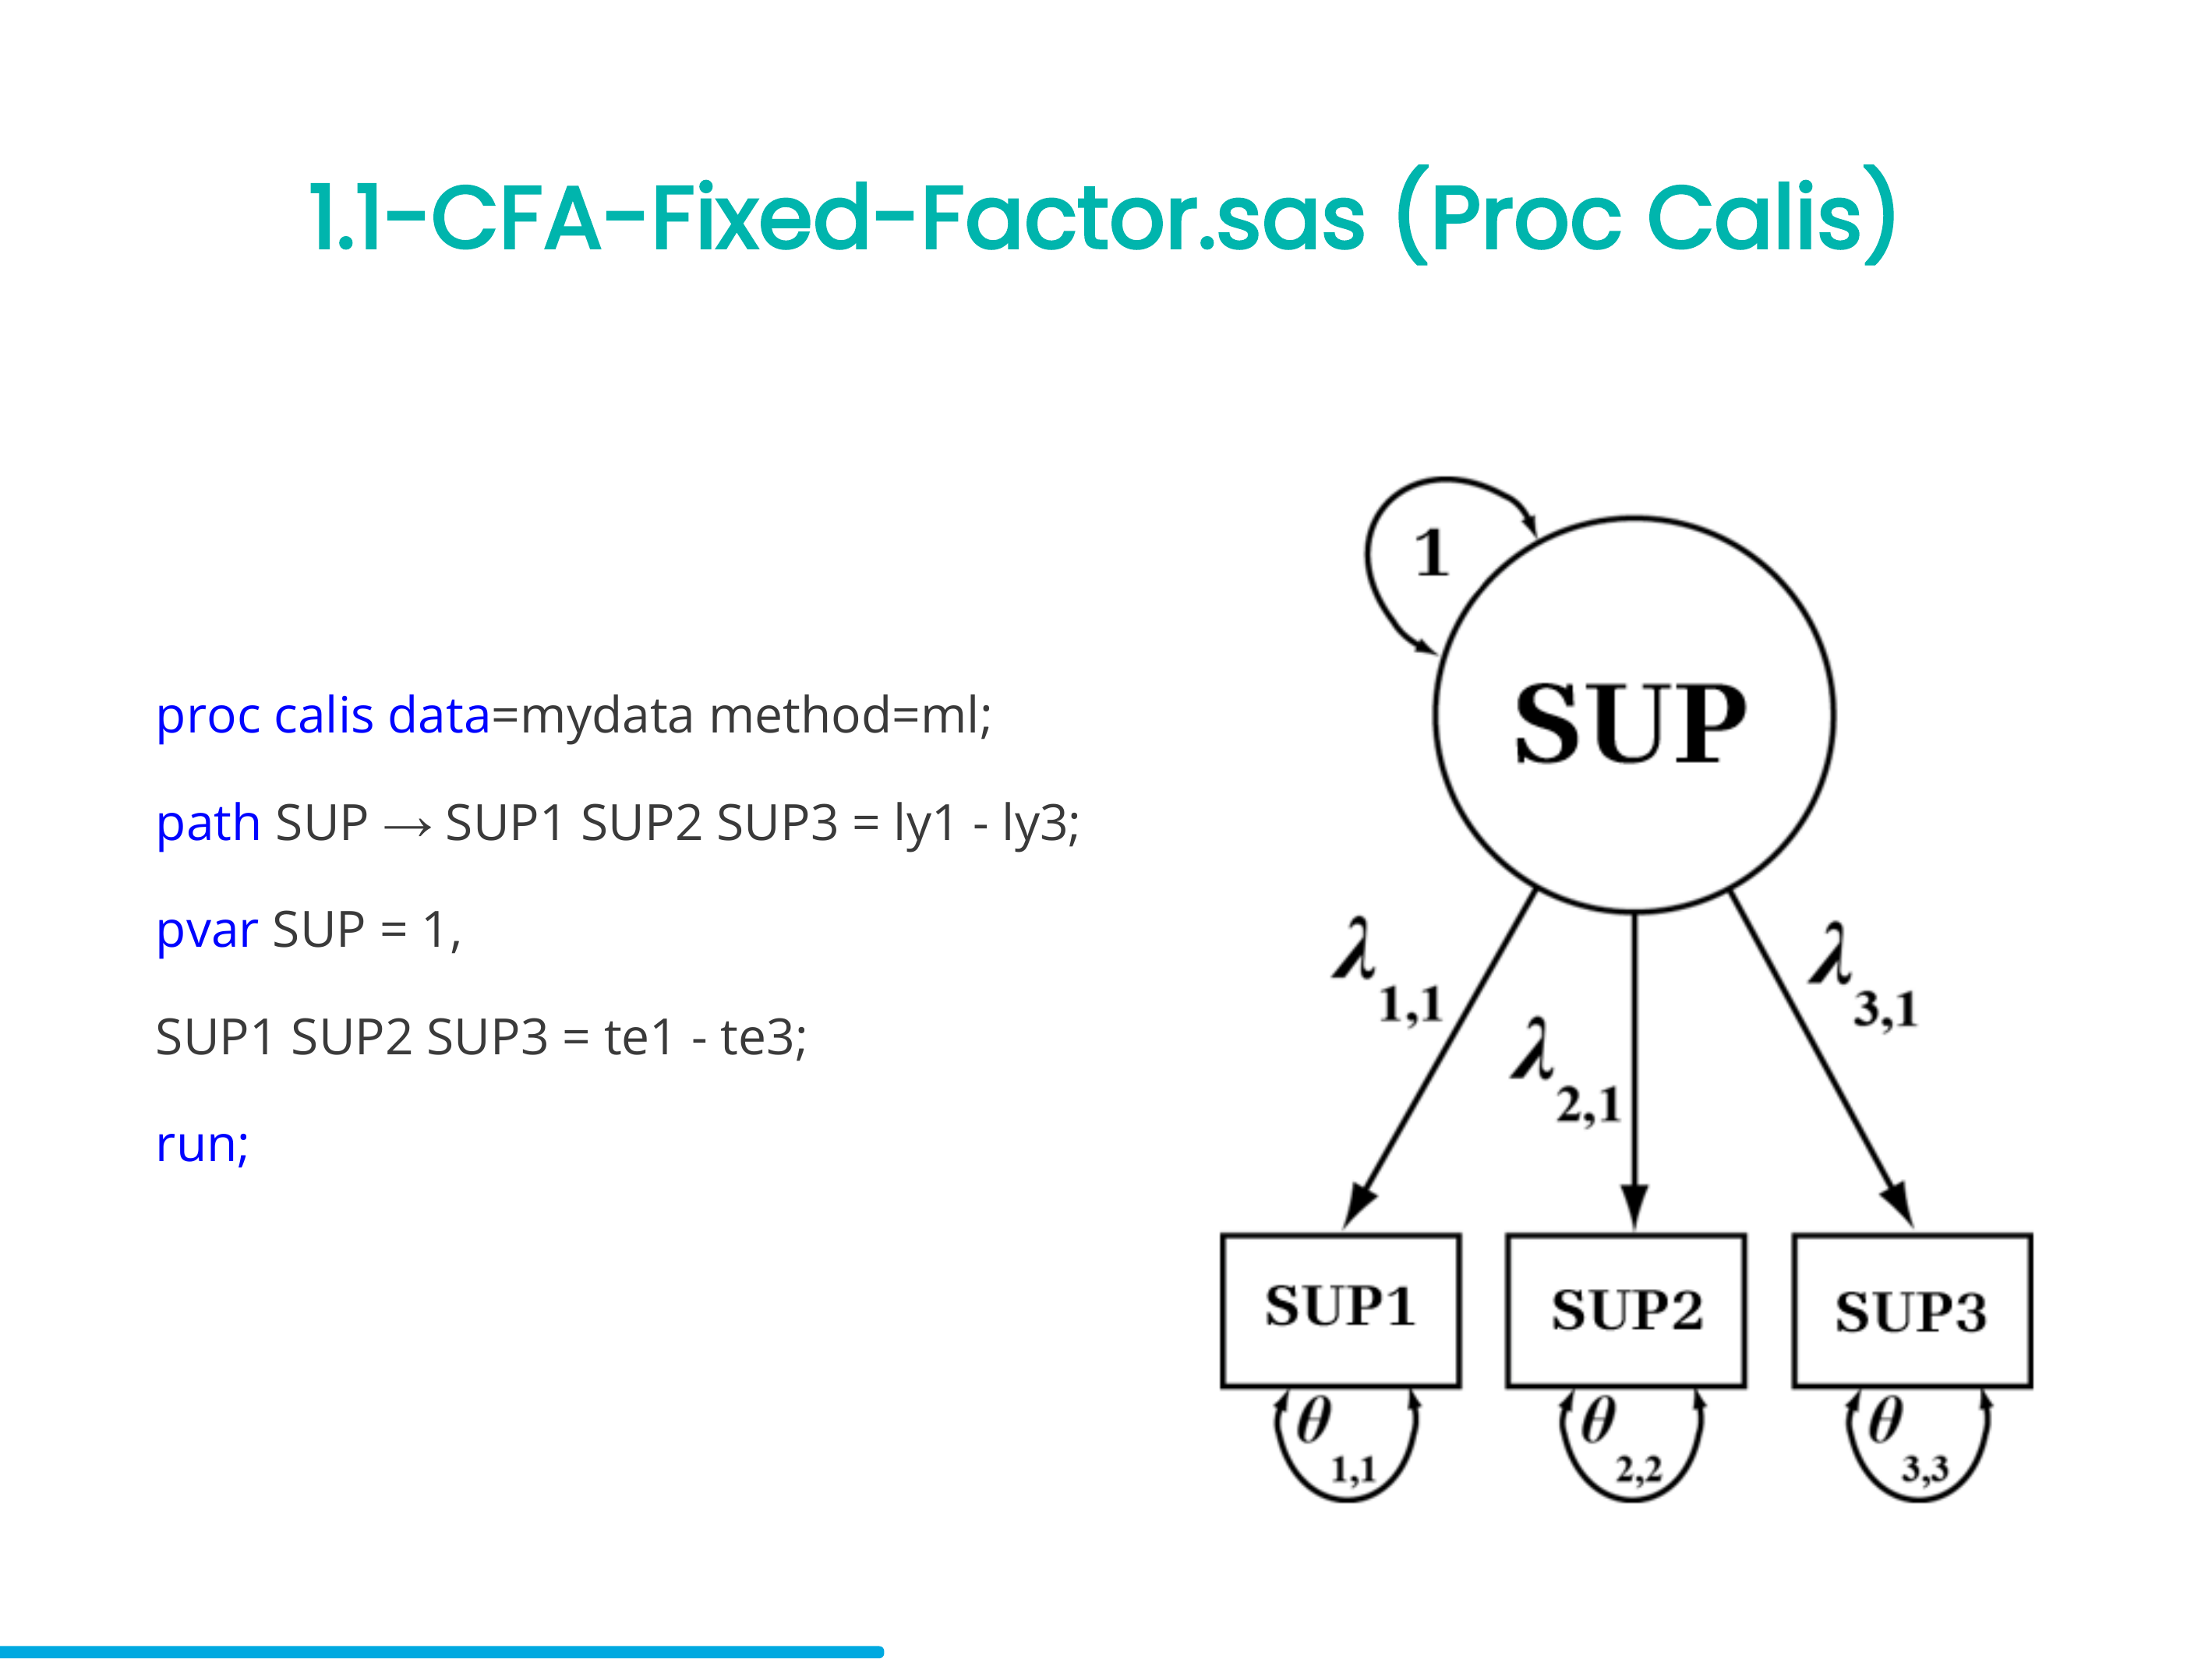 1.1-CFA-Fixed-Factor.sas (Proc Calis)
proc calis data=mydata method=ml;
path SUP → SUP1 SUP2 SUP3 = ly1 - ly3;
pvar SUP = 1,
SUP1 SUP2 SUP3 = te1 - te3;
run;
1
SUP
λ1,1
λ2,1
λ3,1
SUP1 SUP2 SUP3
θ1,1 θ2,2 θ3,3